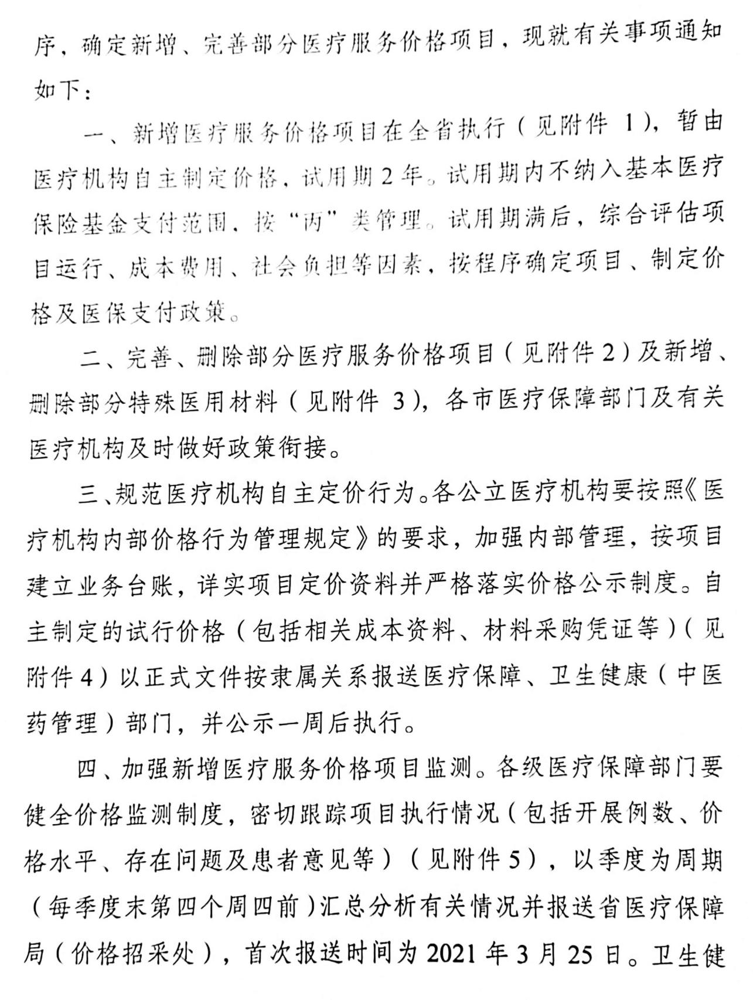 序，确定新增、完善部分医疗服务价格项目，现就有关事项通知
如下：
一、新增医疗服务价格项目在全省执行（见附件 1），暂由
医疗机构自主制定价格，试用期2年。试用期内不纳入基本医疗
保险基金支付范围，按“丙”类管理。试用期满后，综合评估项
目运行、成本费用、社会负担等因素，按程序确定项目、制定价
格及医保支付政策。
二、完善、删除部分医疗服务价格项目（见附件2）及新增、
删除部分特殊医用材料（见附件 3），各市医疗保障部门及有关
医疗机构及时做好政策衔接。
三、规范医疗机构自主定价行为。各公立医疗机构要按照《医
疗机构内部价格行为管理规定》的要求，加强内部管理，按项目
建立业务台账，详实项目定价资料并严格落实价格公示制度。自
主制定的试行价格（包括相关成本资料、材料采购凭证等）（见
附件4）以正式文件按隶属关系报送医疗保障、卫生健康（中医
药管理）部门，并公示一周后执行。
四、加强新增医疗服务价格项目监测。各级医疗保障部门要
健全价格监测制度，密切跟踪项目执行情况（包括开展例数、价
格水平、存在问题及患者意见等）（见附件5），以季度为周期
（每季度末第四个周四前）汇总分析有关情况并报送省医疗保障
局（价格招采处），首次报送时间为2021年3月25日。卫生健